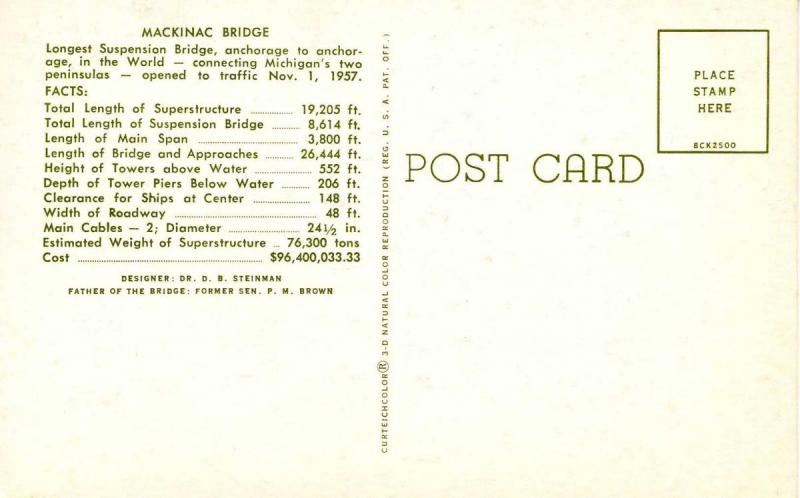 MACKINAC BRIDGE
Longest Suspension Bridge, anchorage to anchor-
age, in the World — connecting Michigan's two
peninsulas — opened to traffic Nov. 1, 1957.
FACTS:
Total Length of Superstructure .............. 19,205 ft.
Total Length of Suspension Bridge ......... 8,614 ft.
Length of Main Span ............................... 3,800 ft.
Length of Bridge and Approaches ........ 26,444 ft.
Height of Towers above Water ................. 552 ft.
Depth of Tower Piers Below Water ......... 206 ft.
Clearance for Ships at Center .................. 148 ft.
Width of Roadway ..................................... 48 ft.
Main Cables — 2; Diameter ................... 24½ in.
Estimated Weight of Superstructure .. 76,300 tons
Cost ................................................ $96,400,033.33
DESIGNER: DR. D. B. STEINMAN
FATHER OF THE BRIDGE: FORMER SEN. P. M. BROWN
CURTEICHCOLOR® 3-D NATURAL COLOR REPRODUCTION (REG. U. S. A. PAT. OFF.)
POST CARD
PLACE
STAMP
HERE
8CK2500